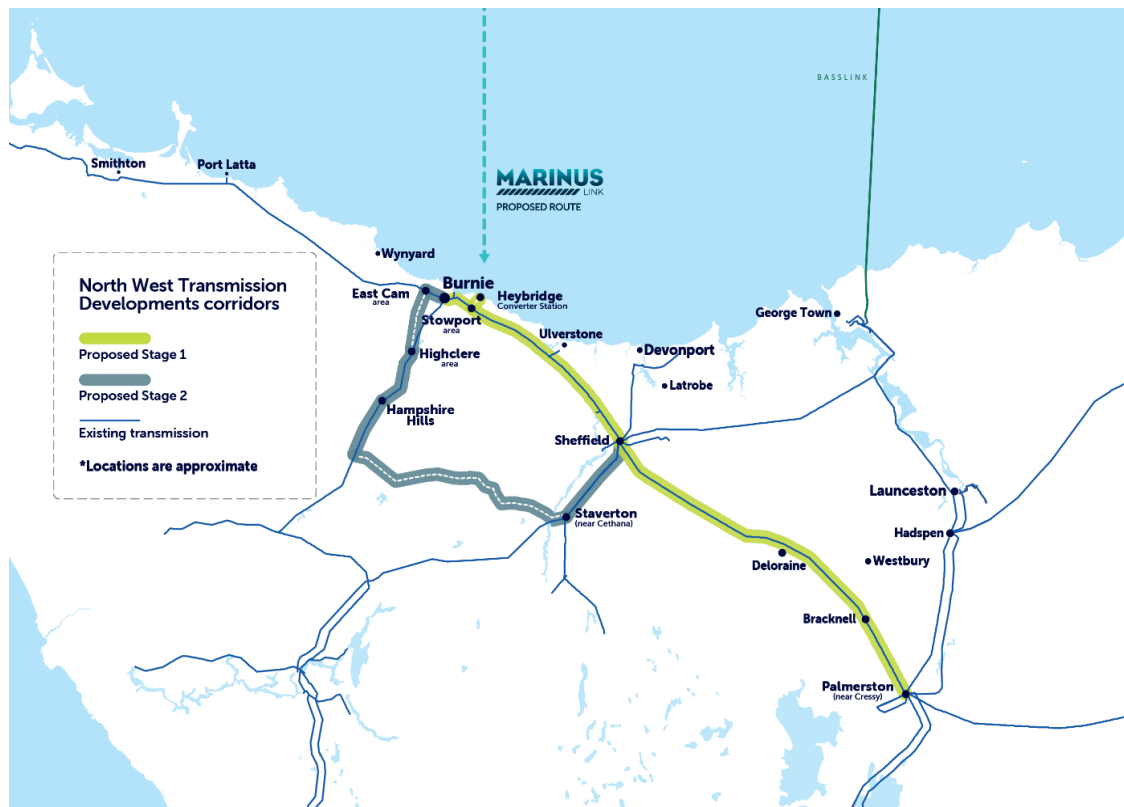 BASSLINK
Smithton
Port Latta
MARINUS
LINK
PROPOSED ROUTE
Wynyard
North West Transmission
Developments corridors
Proposed Stage 1
Proposed Stage 2
Existing transmission
*Locations are approximate
Burnie
East Cam
area
Heybridge
Converter Station
Stowport
area
Ulverstone
George Town
Highclere
area
Devonport
Latrobe
Hampshire
Hills
Sheffield
Launceston
Staverton
(near Cethana)
Hadspen
Deloraine
Westbury
Bracknell
Palmerston
(near Cressy)